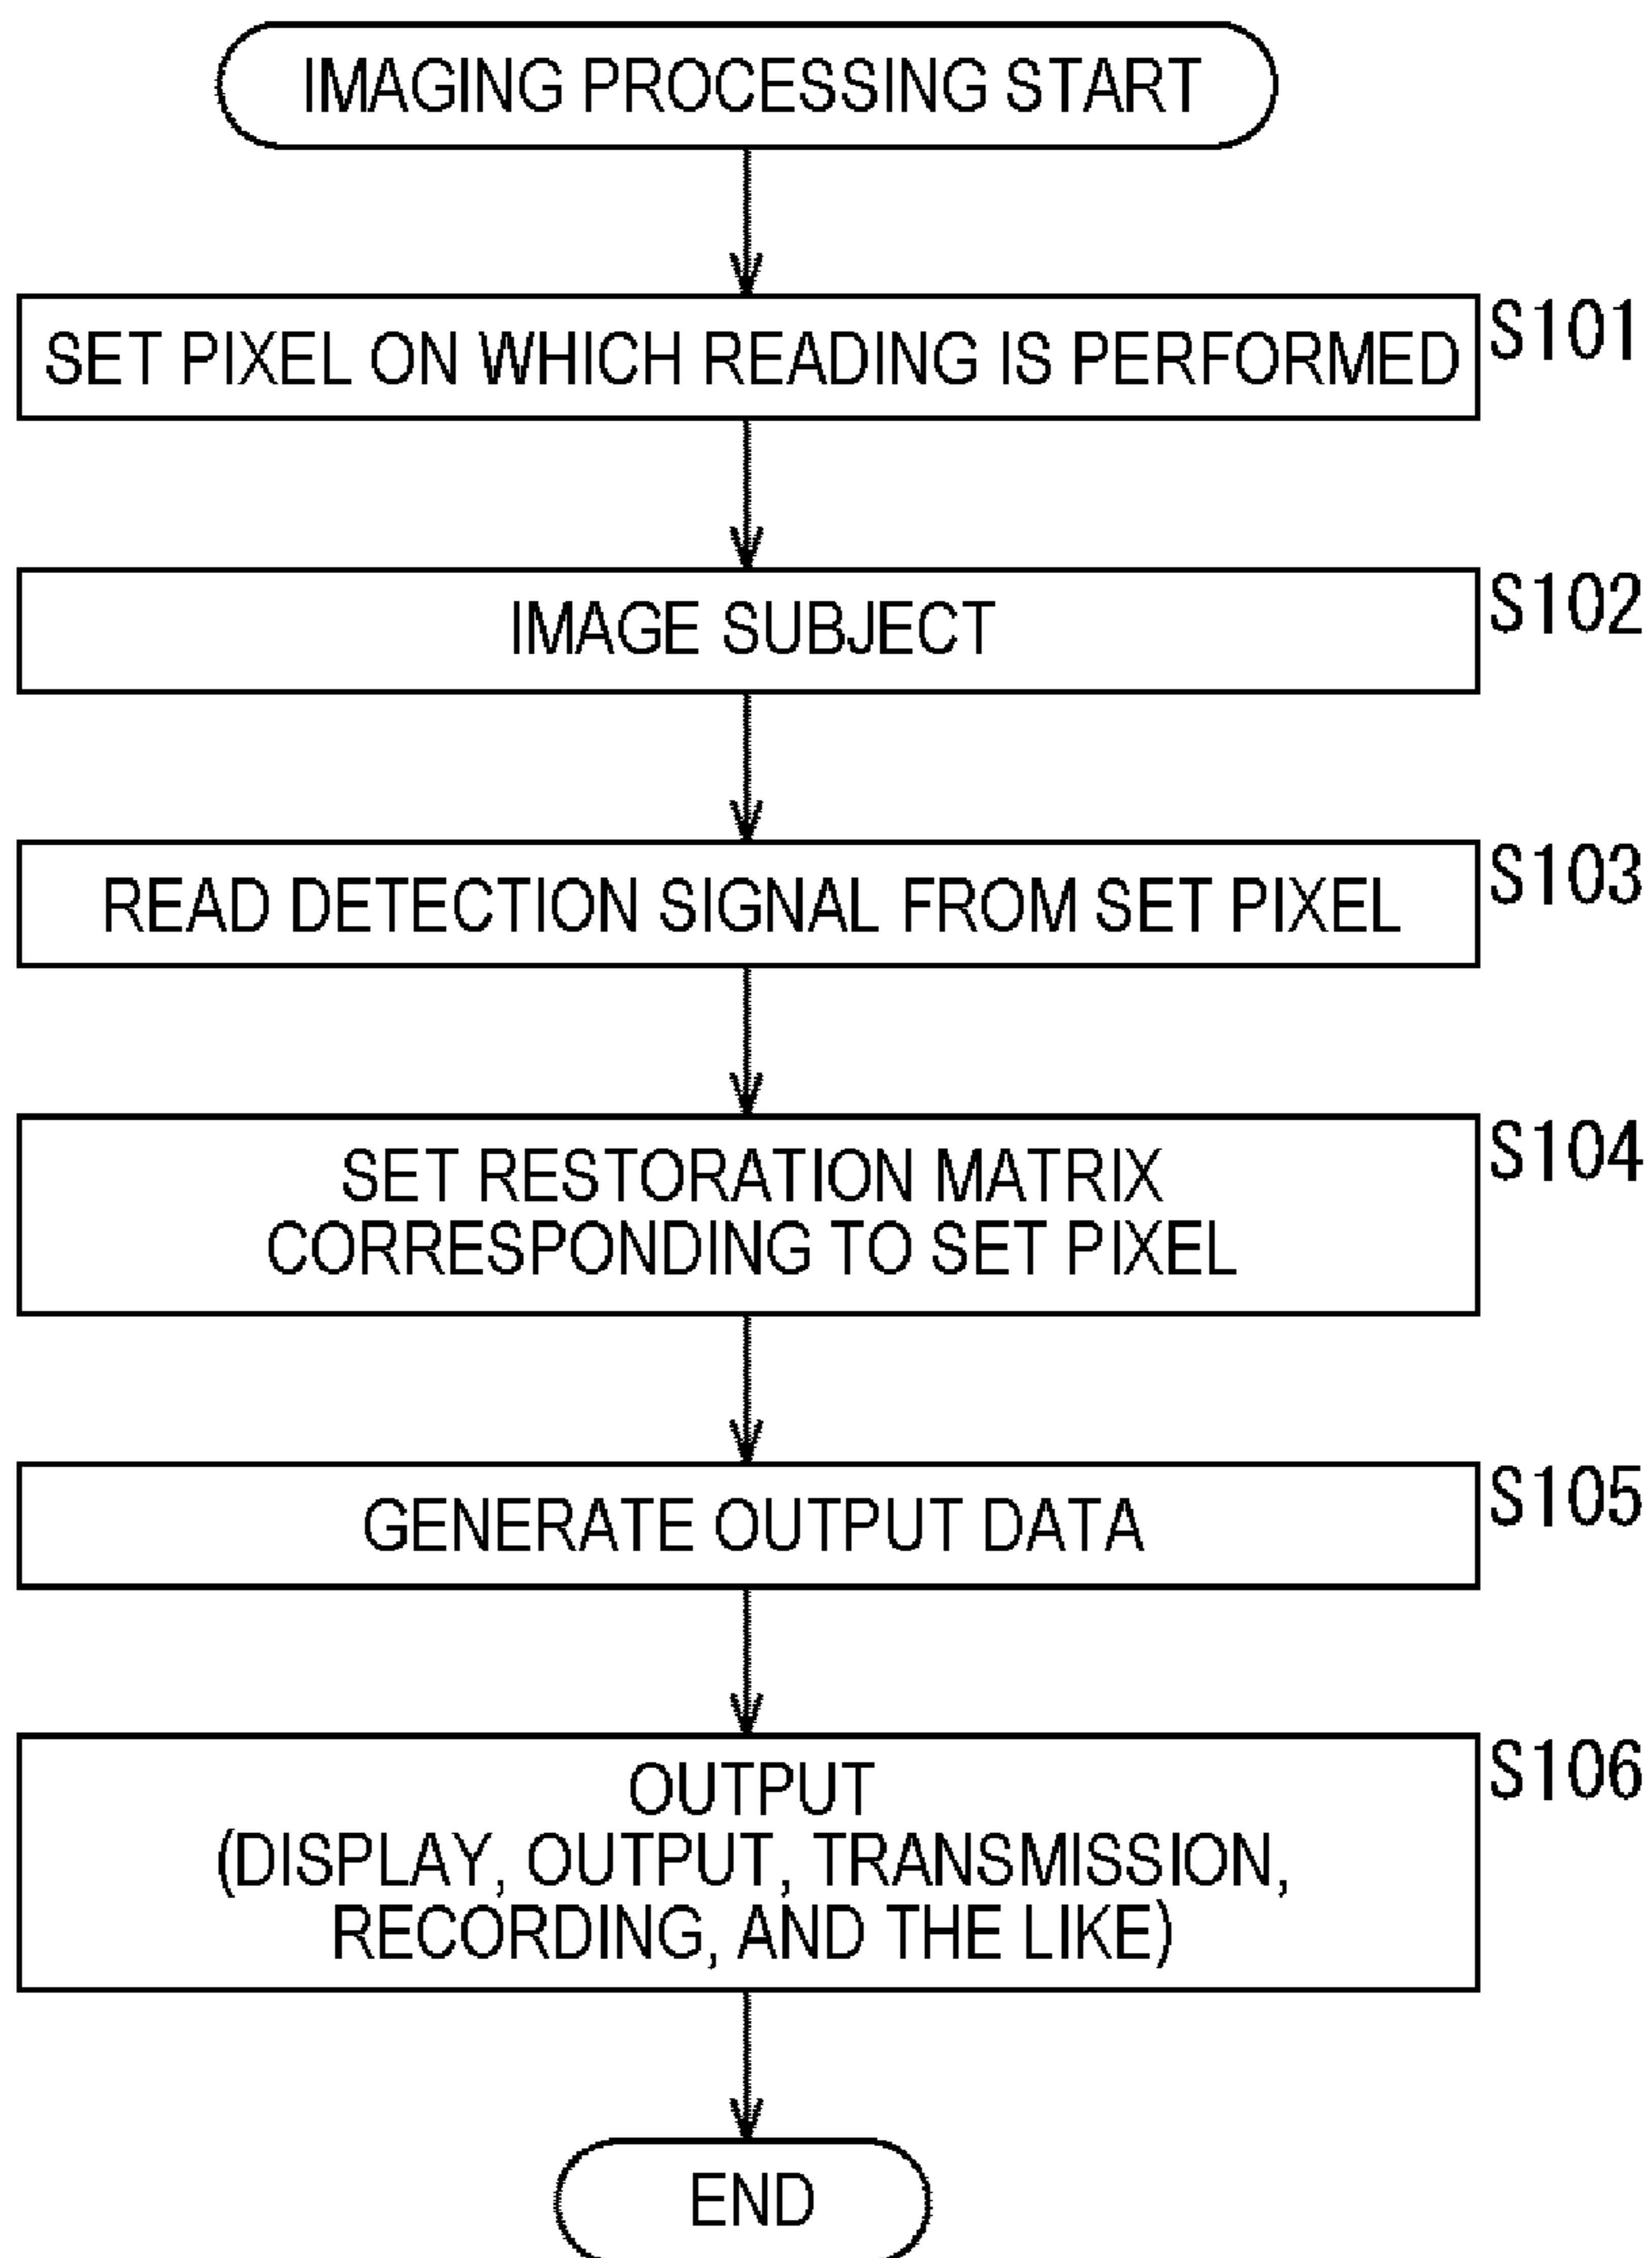 IMAGING PROCESSING START
SET PIXEL ON WHICH READING IS PERFORMED
S101
IMAGE SUBJECT
S102
READ DETECTION SIGNAL FROM SET PIXEL
S103
SET RESTORATION MATRIX
CORRESPONDING TO SET PIXEL
S104
GENERATE OUTPUT DATA
S105
OUTPUT
(DISPLAY, OUTPUT, TRANSMISSION,
RECORDING, AND THE LIKE)
S106
END